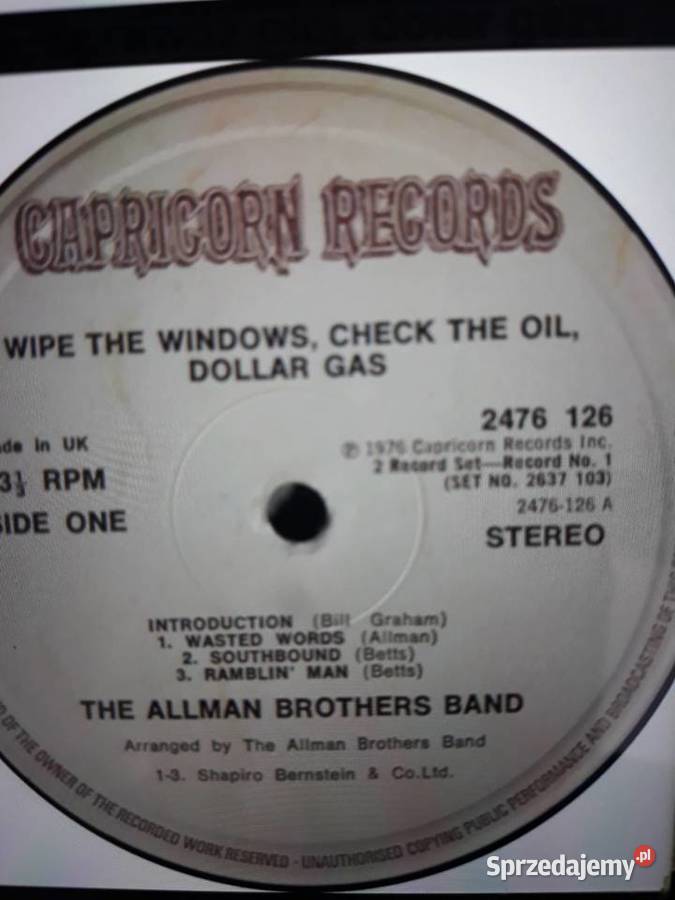 CAPRICORN RECORDS
WIPE THE WINDOWS, CHECK THE OIL,
DOLLAR GAS
2476 126
℗ 1976 Capricorn Records Inc.
2 Record Set—Record No. 1
(SET NO. 2637 103)
2476-126 A
STEREO
de in UK
3⅓ RPM
IDE ONE
INTRODUCTION (Bill Graham)
1. WASTED WORDS (Allman)
2. SOUTHBOUND (Betts)
3. RAMBLIN' MAN (Betts)
THE ALLMAN BROTHERS BAND
Arranged by The Allman Brothers Band
1-3. Shapiro Bernstein & Co.Ltd.
OF THE OWNER OF THE RECORDED WORK RESERVED - UNAUTHORISED COPYING PUBLIC PERFORMANCE AND BROADCASTING OF
Sprzedajemy.pl